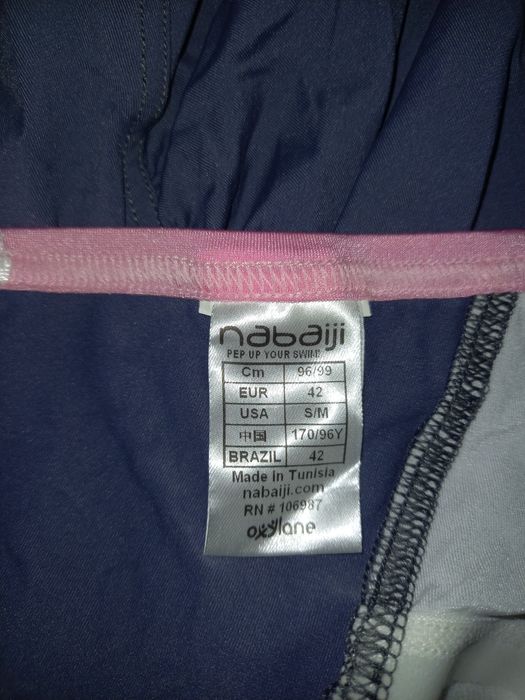 nabaiji
PEP UP YOUR SWIM!
Cm 96/99
EUR 42
USA S/M
中国 170/96Y
BRAZIL 42
Made in Tunisia
nabaiji.com
RN # 106987
oxylane